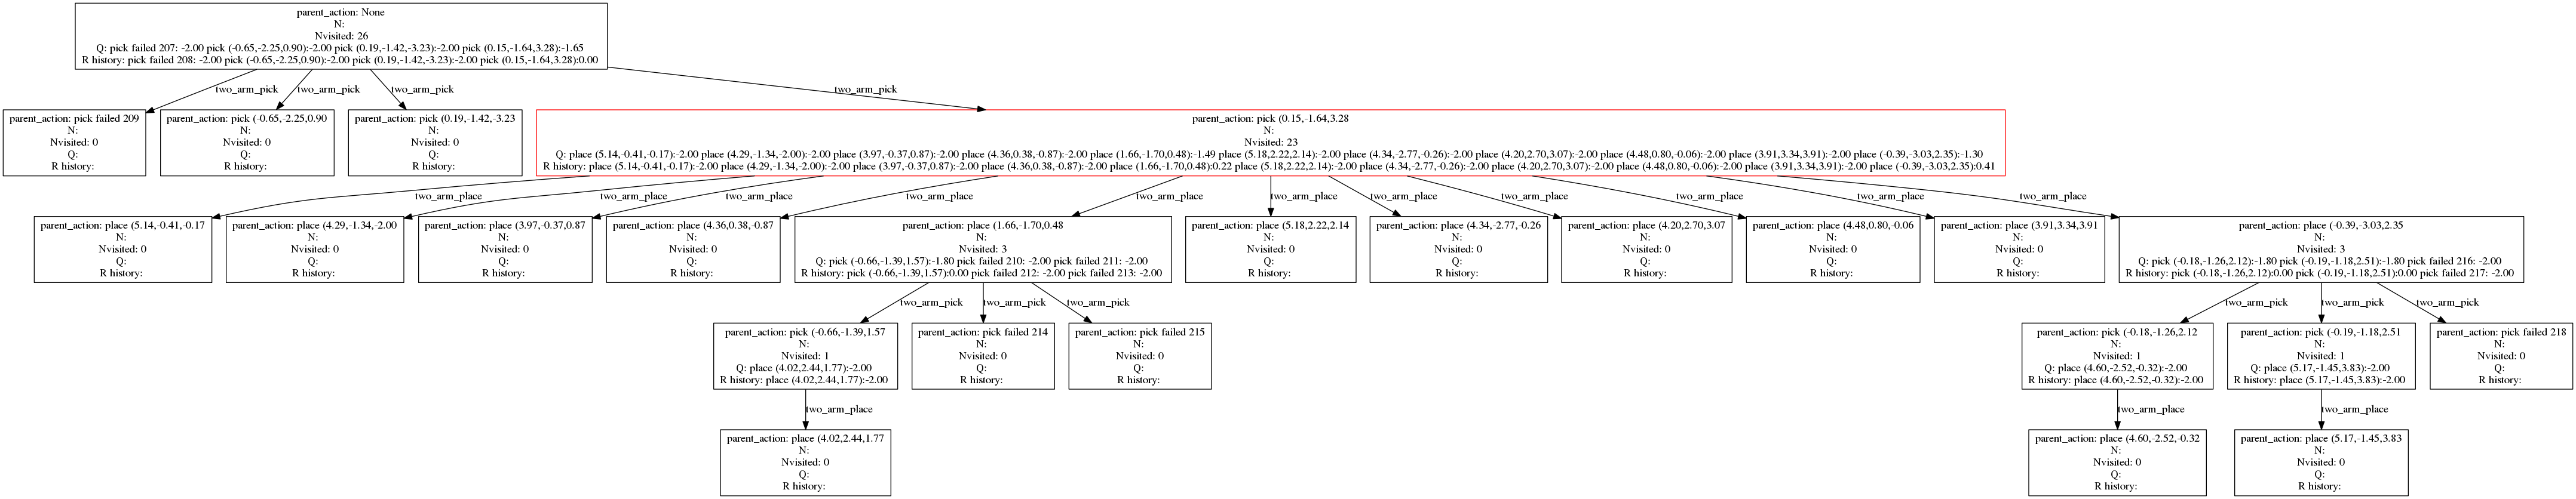 parent_action: None
N:
Nvisited: 26
Q: pick failed 207: -2.00 pick (-0.65,-2.25,0.90):-2.00 pick (0.19,-1.42,-3.23):-2.00 pick (0.15,-1.64,3.28):-1.65
R history: pick failed 208: -2.00 pick (-0.65,-2.25,0.90):-2.00 pick (0.19,-1.42,-3.23):-2.00 pick (0.15,-1.64,3.28):0.00
two_arm_pick
two_arm_pick
two_arm_pick
two_arm_pick
parent_action: pick failed 209
N:
Nvisited: 0
Q:
R history:
parent_action: pick (-0.65,-2.25,0.90
N:
Nvisited: 0
Q:
R history:
parent_action: pick (0.19,-1.42,-3.23
N:
Nvisited: 0
Q:
R history:
parent_action: pick (0.15,-1.64,3.28
N:
Nvisited: 23
Q: place (5.14,-0.41,-0.17):-2.00 place (4.29,-1.34,-2.00):-2.00 place (3.97,-0.37,0.87):-2.00 place (4.36,0.38,-0.87):-2.00 place (1.66,-1.70,0.48):-1.49 place (5.18,2.22,2.14):-2.00 place (4.34,-2.77,-0.26):-2.00 place (4.20,2.70,3.07):-2.00 place (4.48,0.80,-0.06):-2.00 place (3.91,3.34,3.91):-2.00 place (-0.39,-3.03,2.35):-1.30
R history: place (5.14,-0.41,-0.17):-2.00 place (4.29,-1.34,-2.00):-2.00 place (3.97,-0.37,0.87):-2.00 place (4.36,0.38,-0.87):-2.00 place (1.66,-1.70,0.48):0.22 place (5.18,2.22,2.14):-2.00 place (4.34,-2.77,-0.26):-2.00 place (4.20,2.70,3.07):-2.00 place (4.48,0.80,-0.06):-2.00 place (3.91,3.34,3.91):-2.00 place (-0.39,-3.03,2.35):0.41
two_arm_place
two_arm_place
two_arm_place
two_arm_place
two_arm_place
two_arm_place
two_arm_place
two_arm_place
two_arm_place
two_arm_place
two_arm_place
parent_action: place (5.14,-0.41,-0.17
N:
Nvisited: 0
Q:
R history:
parent_action: place (4.29,-1.34,-2.00
N:
Nvisited: 0
Q:
R history:
parent_action: place (3.97,-0.37,0.87
N:
Nvisited: 0
Q:
R history:
parent_action: place (4.36,0.38,-0.87
N:
Nvisited: 0
Q:
R history:
parent_action: place (1.66,-1.70,0.48
N:
Nvisited: 3
Q: pick (-0.66,-1.39,1.57):-1.80 pick failed 210: -2.00 pick failed 211: -2.00
R history: pick (-0.66,-1.39,1.57):0.00 pick failed 212: -2.00 pick failed 213: -2.00
parent_action: place (5.18,2.22,2.14
N:
Nvisited: 0
Q:
R history:
parent_action: place (4.34,-2.77,-0.26
N:
Nvisited: 0
Q:
R history:
parent_action: place (4.20,2.70,3.07
N:
Nvisited: 0
Q:
R history:
parent_action: place (4.48,0.80,-0.06
N:
Nvisited: 0
Q:
R history:
parent_action: place (3.91,3.34,3.91
N:
Nvisited: 0
Q:
R history:
parent_action: place (-0.39,-3.03,2.35
N:
Nvisited: 3
Q: pick (-0.18,-1.26,2.12):-1.80 pick (-0.19,-1.18,2.51):-1.80 pick failed 216: -2.00
R history: pick (-0.18,-1.26,2.12):0.00 pick (-0.19,-1.18,2.51):0.00 pick failed 217: -2.00
two_arm_pick
two_arm_pick
two_arm_pick
two_arm_pick
two_arm_pick
two_arm_pick
parent_action: pick (-0.66,-1.39,1.57
N:
Nvisited: 1
Q: place (4.02,2.44,1.77):-2.00
R history: place (4.02,2.44,1.77):-2.00
parent_action: pick failed 214
N:
Nvisited: 0
Q:
R history:
parent_action: pick failed 215
N:
Nvisited: 0
Q:
R history:
parent_action: pick (-0.18,-1.26,2.12
N:
Nvisited: 1
Q: place (4.60,-2.52,-0.32):-2.00
R history: place (4.60,-2.52,-0.32):-2.00
parent_action: pick (-0.19,-1.18,2.51
N:
Nvisited: 1
Q: place (5.17,-1.45,3.83):-2.00
R history: place (5.17,-1.45,3.83):-2.00
parent_action: pick failed 218
N:
Nvisited: 0
Q:
R history:
two_arm_place
two_arm_place
two_arm_place
parent_action: place (4.02,2.44,1.77
N:
Nvisited: 0
Q:
R history:
parent_action: place (4.60,-2.52,-0.32
N:
Nvisited: 0
Q:
R history:
parent_action: place (5.17,-1.45,3.83
N:
Nvisited: 0
Q:
R history: